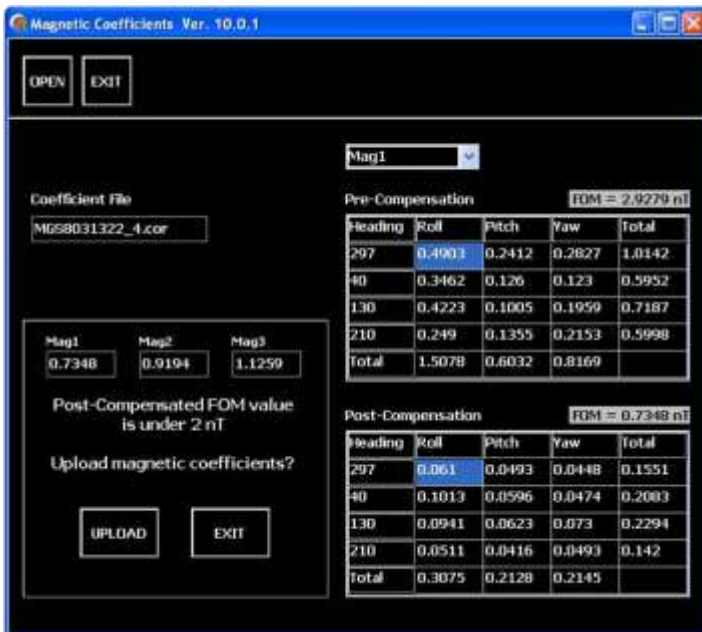 Magnetic Coefficients Ver. 10.0.1
OPEN EXIT
Mag1
Coefficient File
MGS8031322_4.cor
Pre-Compensation FOM = 2.9279 nT
Heading Roll Pitch Yaw Total
297 0.4903 0.2412 0.2827 1.0142
40 0.3462 0.126 0.123 0.5952
130 0.4223 0.1005 0.1959 0.7187
210 0.249 0.1355 0.2153 0.5998
Total 1.5078 0.6032 0.8169
Mag1 Mag2 Mag3
0.7348 0.9194 1.1259
Post-Compensated FOM value
is under 2 nT
Upload magnetic coefficients?
UPLOAD EXIT
Post-Compensation FOM = 0.7348 nT
Heading Roll Pitch Yaw Total
297 0.061 0.0493 0.0448 0.1551
40 0.1013 0.0596 0.0474 0.2083
130 0.0941 0.0623 0.073 0.2294
210 0.0511 0.0416 0.0493 0.142
Total 0.3075 0.2128 0.2145